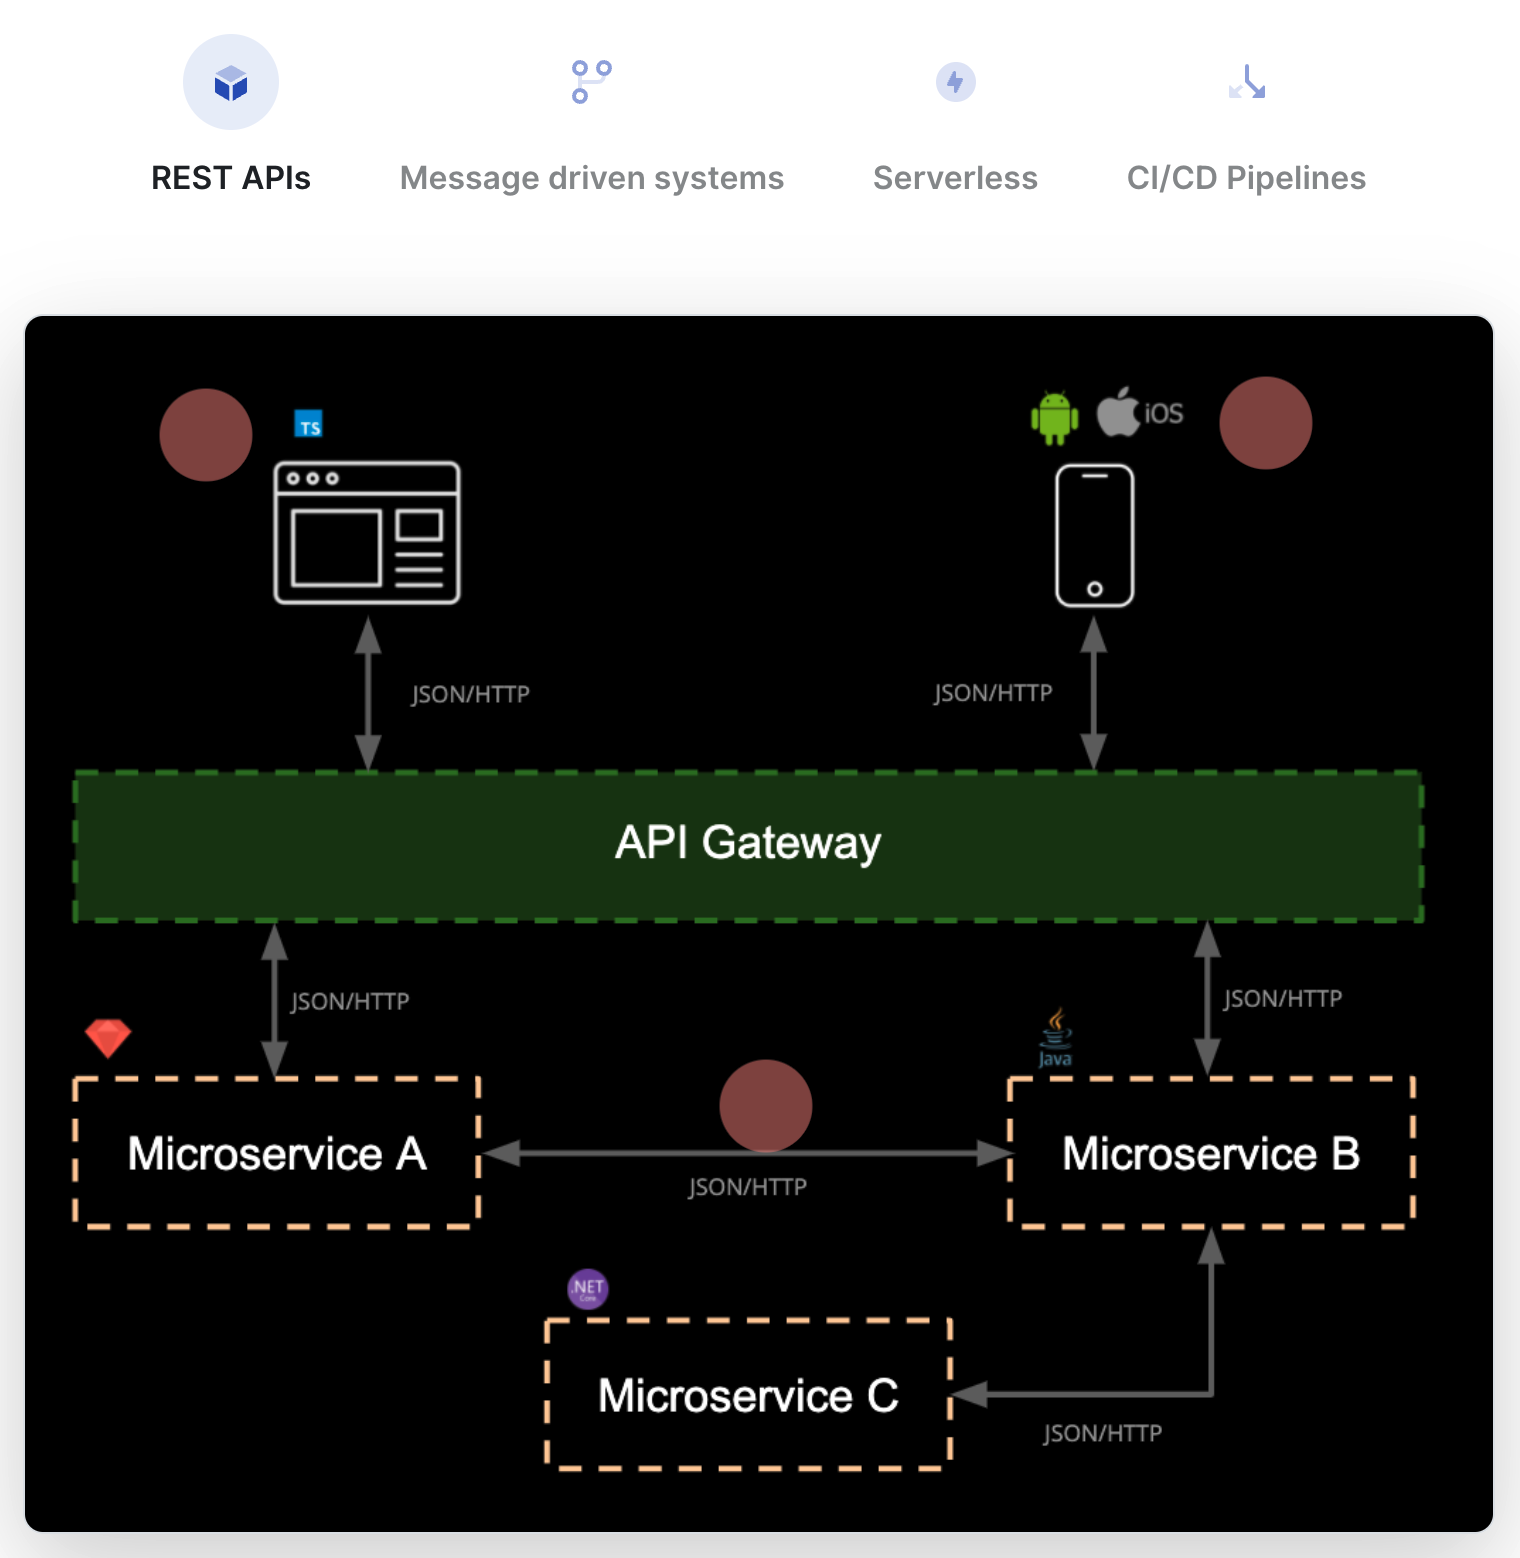 REST APIs
Message driven systems
Serverless
CI/CD Pipelines
TS
iOS
JSON/HTTP
JSON/HTTP
API Gateway
JSON/HTTP
JSON/HTTP
Java
Microservice A
JSON/HTTP
Microservice B
.NET
Core
Microservice C
JSON/HTTP